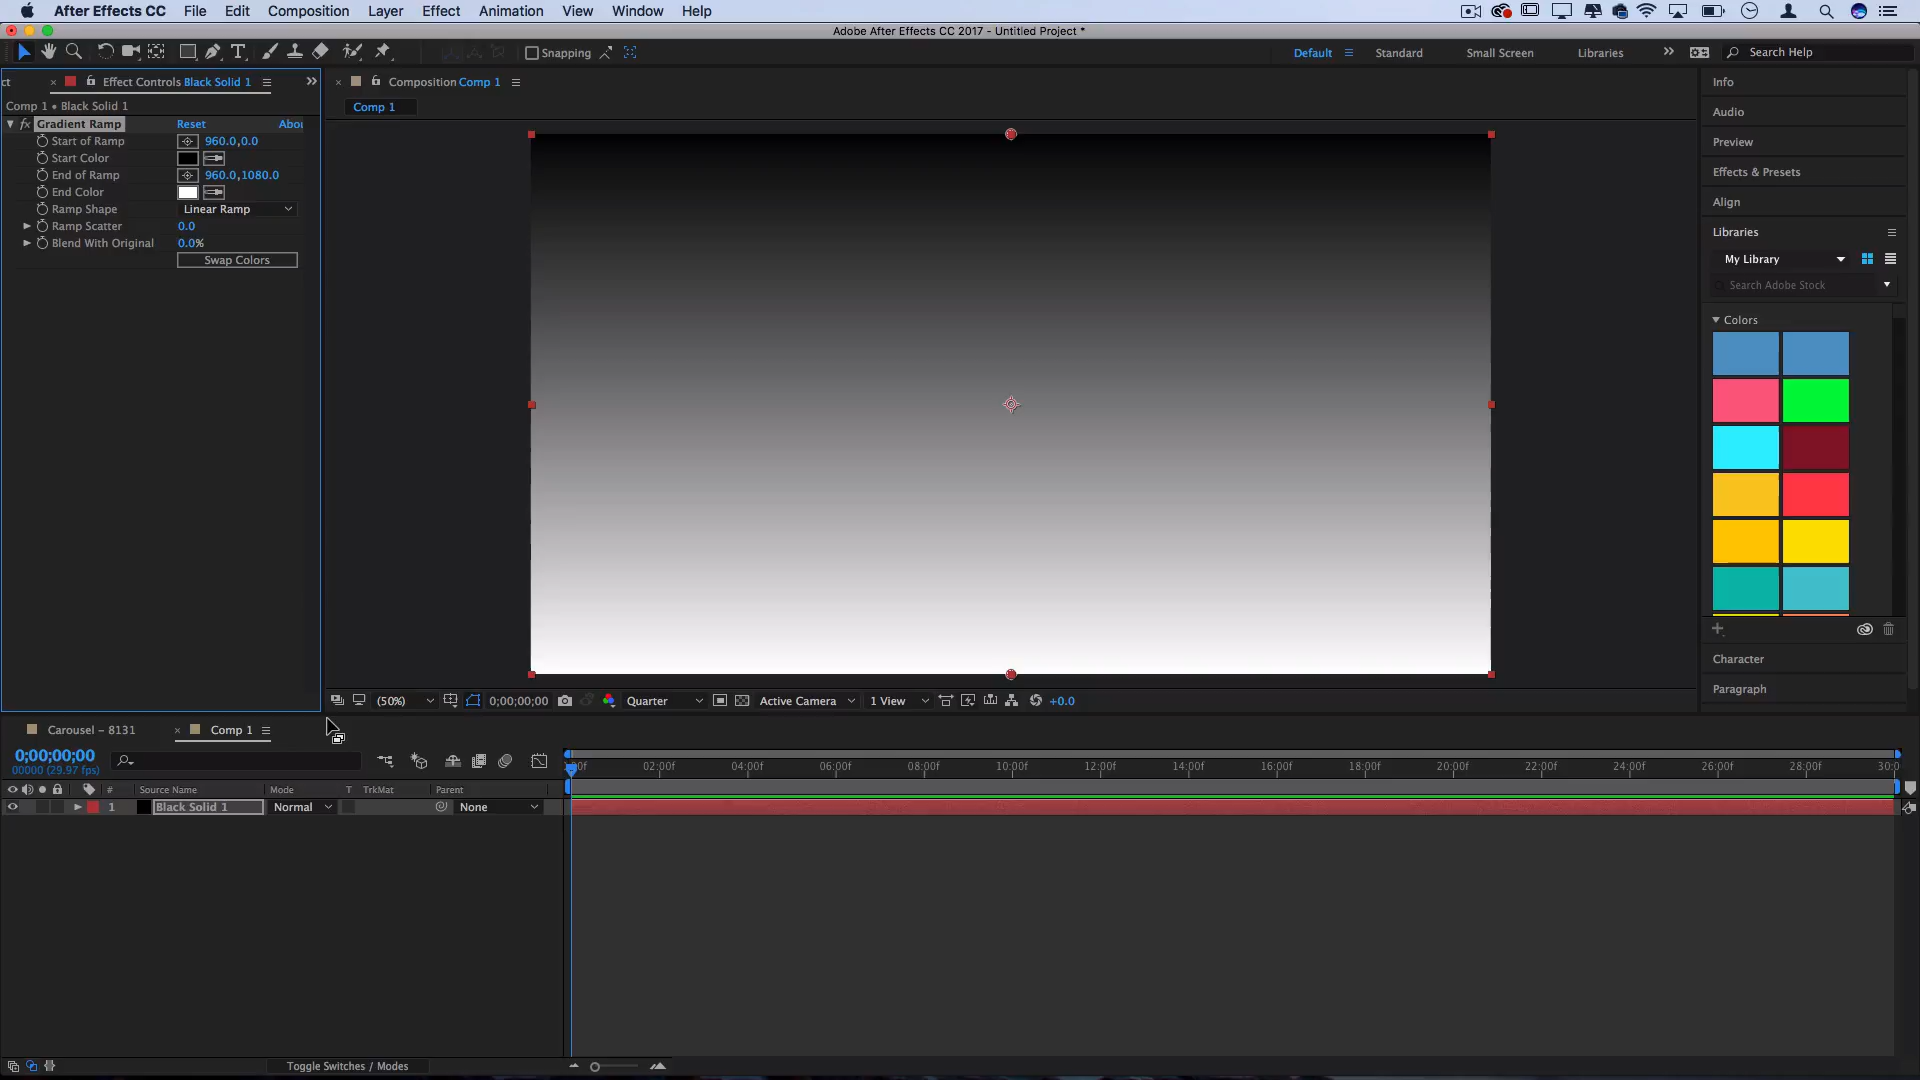 After Effects CC File Edit Composition Layer Effect Animation View Window Help
Adobe After Effects CC 2017 - Untitled Project *
Snapping Default Standard Small Screen Libraries Search Help
Effect Controls Black Solid 1
Composition Comp 1
Info
Comp 1 • Black Solid 1
Comp 1
Audio
fx Gradient Ramp Reset Abou
Start of Ramp 960.0,0.0
Preview
Start Color
End of Ramp 960.0,1080.0
Effects & Presets
End Color
Ramp Shape Linear Ramp
Align
Ramp Scatter 0.0
Libraries
Blend With Original 0.0%
Swap Colors
My Library
Search Adobe Stock
Colors
Character
Paragraph
(50%) 0;00;00;00 Quarter Active Camera 1 View +0.0
Carousel - 8131 Comp 1
0;00;00;00
00000 (29.97 fps)
02:00f 04:00f 06:00f 08:00f 10:00f 12:00f 14:00f 16:00f 18:00f 20:00f 22:00f 24:00f 26:00f 28:00f 30:0
# Source Name Mode T TrkMat Parent
1 Black Solid 1 Normal None
Toggle Switches / Modes